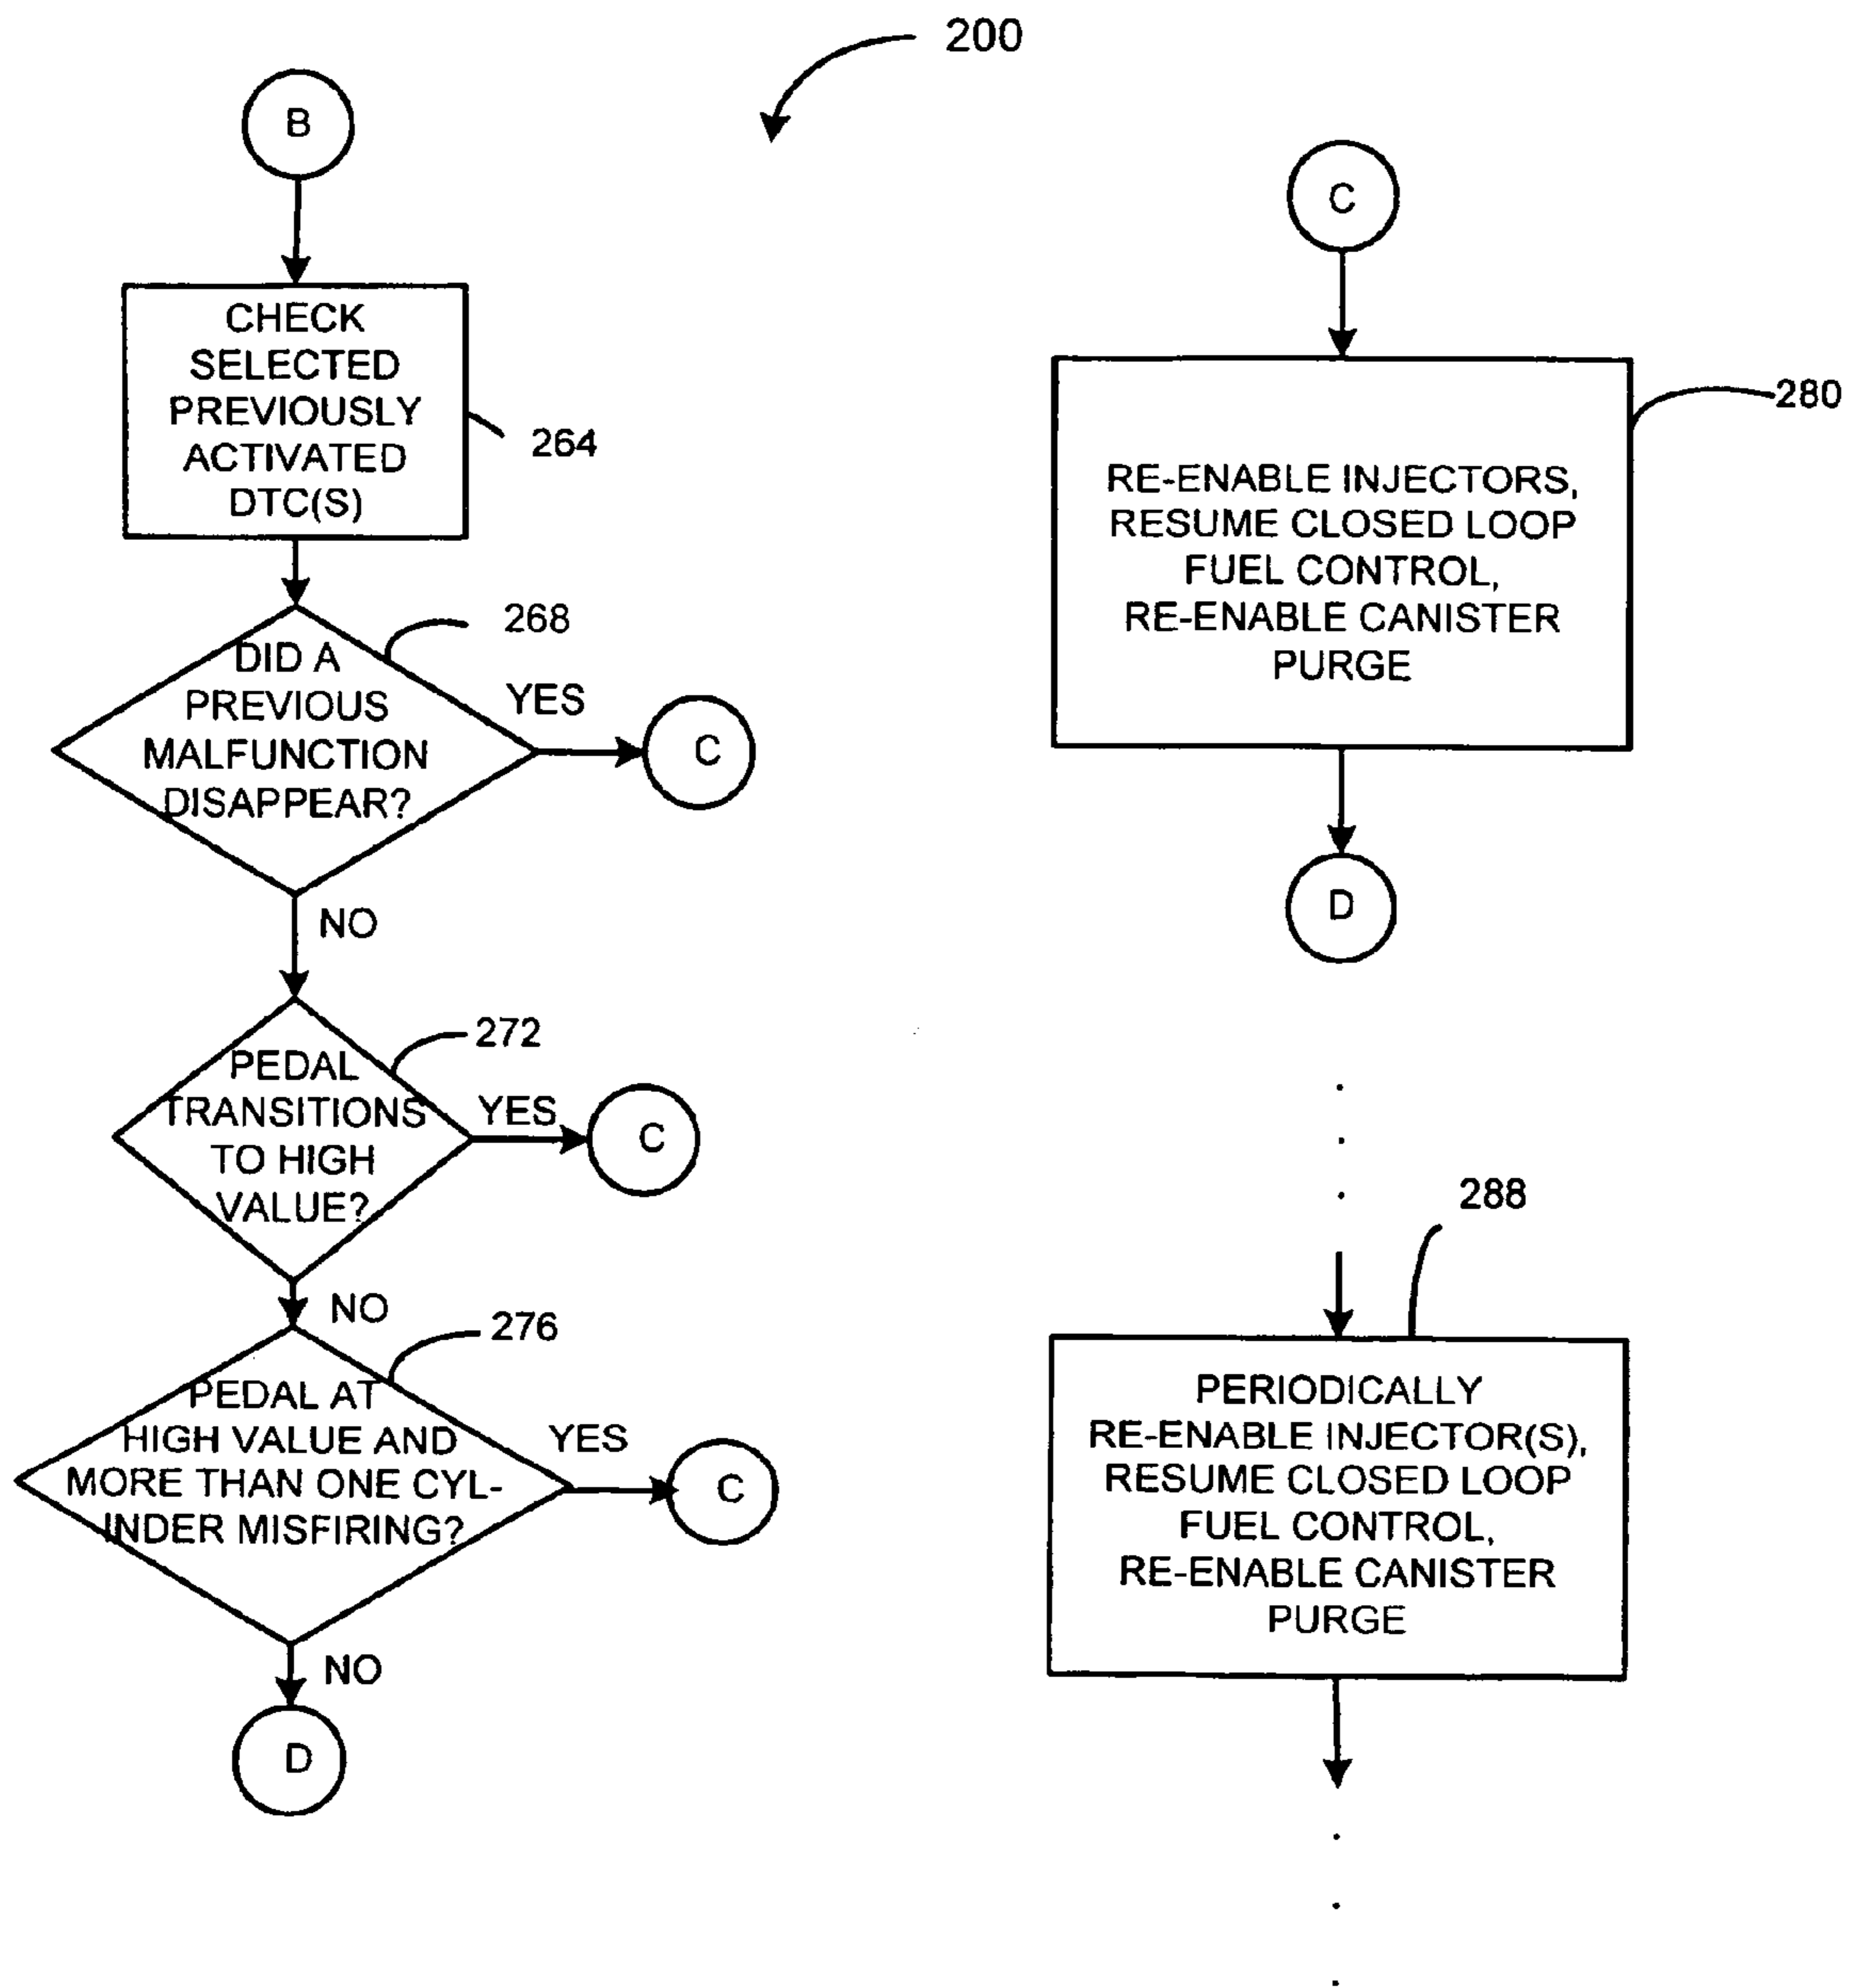 200
B
CHECK
SELECTED
PREVIOUSLY
ACTIVATED
DTC(S)
264
268
DID A
PREVIOUS
MALFUNCTION
DISAPPEAR?
YES
C
NO
272
PEDAL
TRANSITIONS
TO HIGH
VALUE?
YES
C
NO
276
PEDAL AT
HIGH VALUE AND
MORE THAN ONE CYL-
INDER MISFIRING?
YES
C
NO
D
C
280
RE-ENABLE INJECTORS,
RESUME CLOSED LOOP
FUEL CONTROL,
RE-ENABLE CANISTER
PURGE
D
288
PERIODICALLY
RE-ENABLE INJECTOR(S),
RESUME CLOSED LOOP
FUEL CONTROL,
RE-ENABLE CANISTER
PURGE